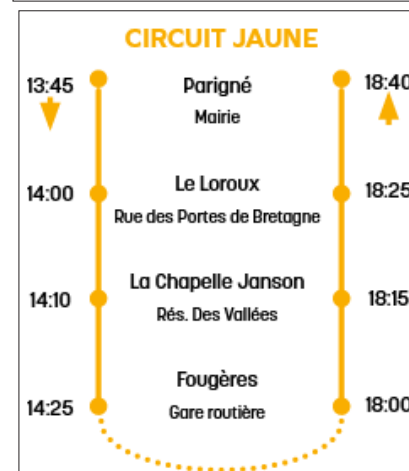 CIRCUIT JAUNE
13:45 Parigné 18:40
Mairie
14:00 Le Loroux 18:25
Rue des Portes de Bretagne
La Chapelle Janson
14:10 Rés. Des Vallées 18:15
Fougères
14:25 Gare routière 18:00